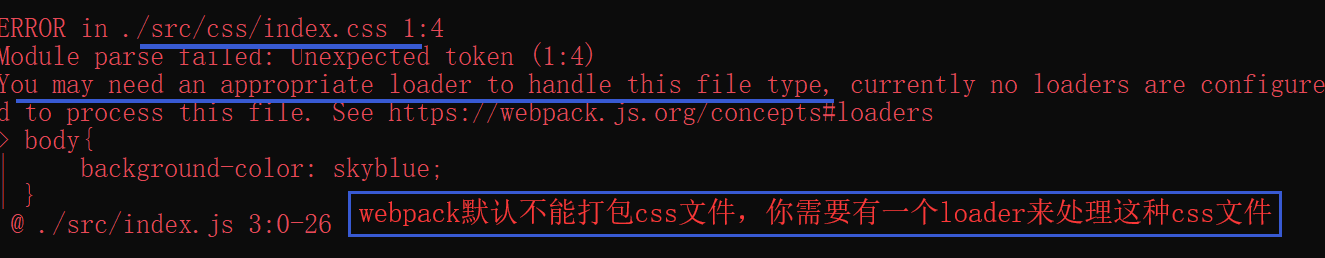 ERROR in ./src/css/index.css 1:4
Module parse failed: Unexpected token (1:4)
You may need an appropriate loader to handle this file type, currently no loaders are configure
d to process this file. See https://webpack.js.org/concepts#loaders
> body{
|     background-color: skyblue;
| }
@ ./src/index.js 3:0-26
webpack默认不能打包css文件，你需要有一个loader来处理这种css文件